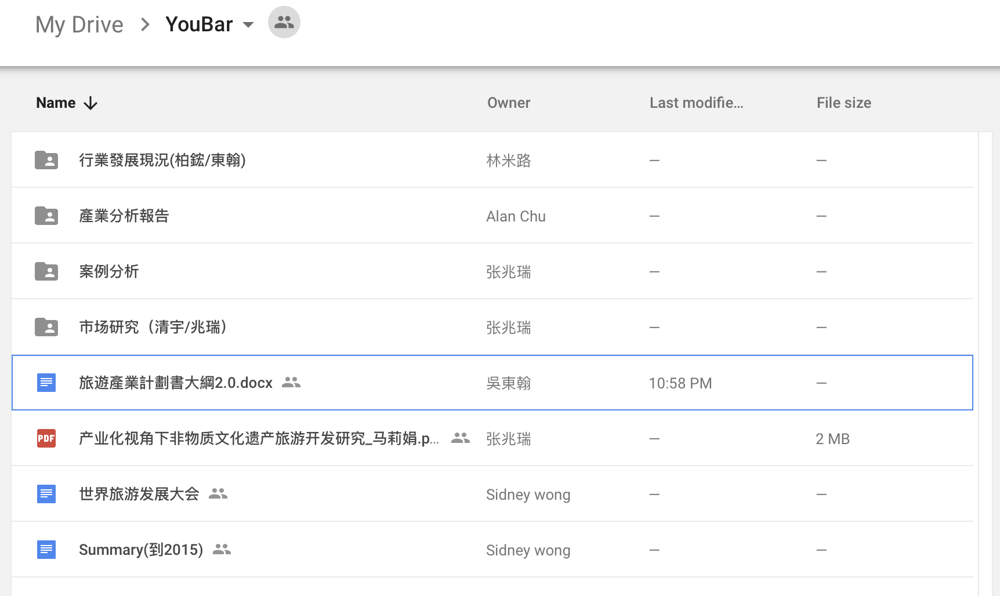 My Drive > YouBar
Name ↓ Owner Last modifie... File size
行業發展現況(柏鋐/東翰) 林米路 — —
產業分析報告 Alan Chu — —
案例分析 张兆瑞 — —
市场研究（清宇/兆瑞） 张兆瑞 — —
旅遊產業計劃書大綱2.0.docx 吳東翰 10:58 PM —
PDF 产业化视角下非物质文化遗产旅游开发研究_马莉娟.p... 张兆瑞 — 2 MB
世界旅游发展大会 Sidney wong — —
Summary(到2015) Sidney wong — —